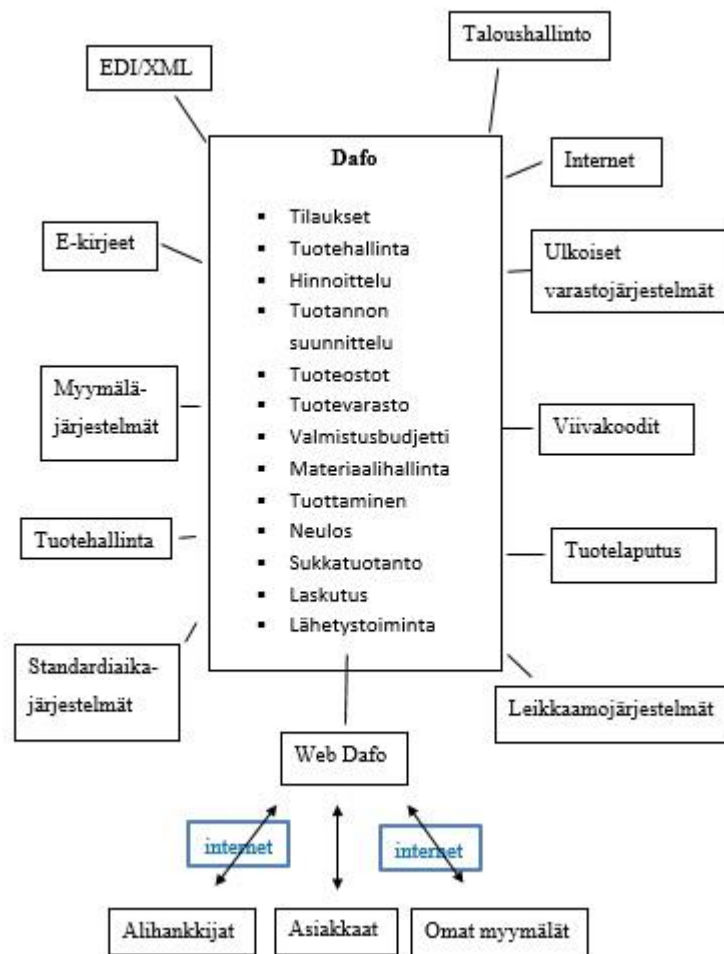 Taloushallinto
EDI/XML
Dafo
Internet
Tilaukset
E-kirjeet
Tuotehallinta
Ulkoiset
varastojärjestelmät
Hinnoittelu
Tuotannon
suunnittelu
Tuoteostot
Myymälä-
järjestelmät
Tuotevarasto
Valmistusbudjetti
Viivakoodit
Materiaalihallinta
Tuottaminen
Tuotehallinta
Neulos
Tuotelaputus
Sukkatuotanto
Laskutus
Lähetystoiminta
Standardiaika-
järjestelmät
Leikkaamojärjestelmät
Web Dafo
internet
internet
Alihankkijat
Asiakkaat
Omat myymälät